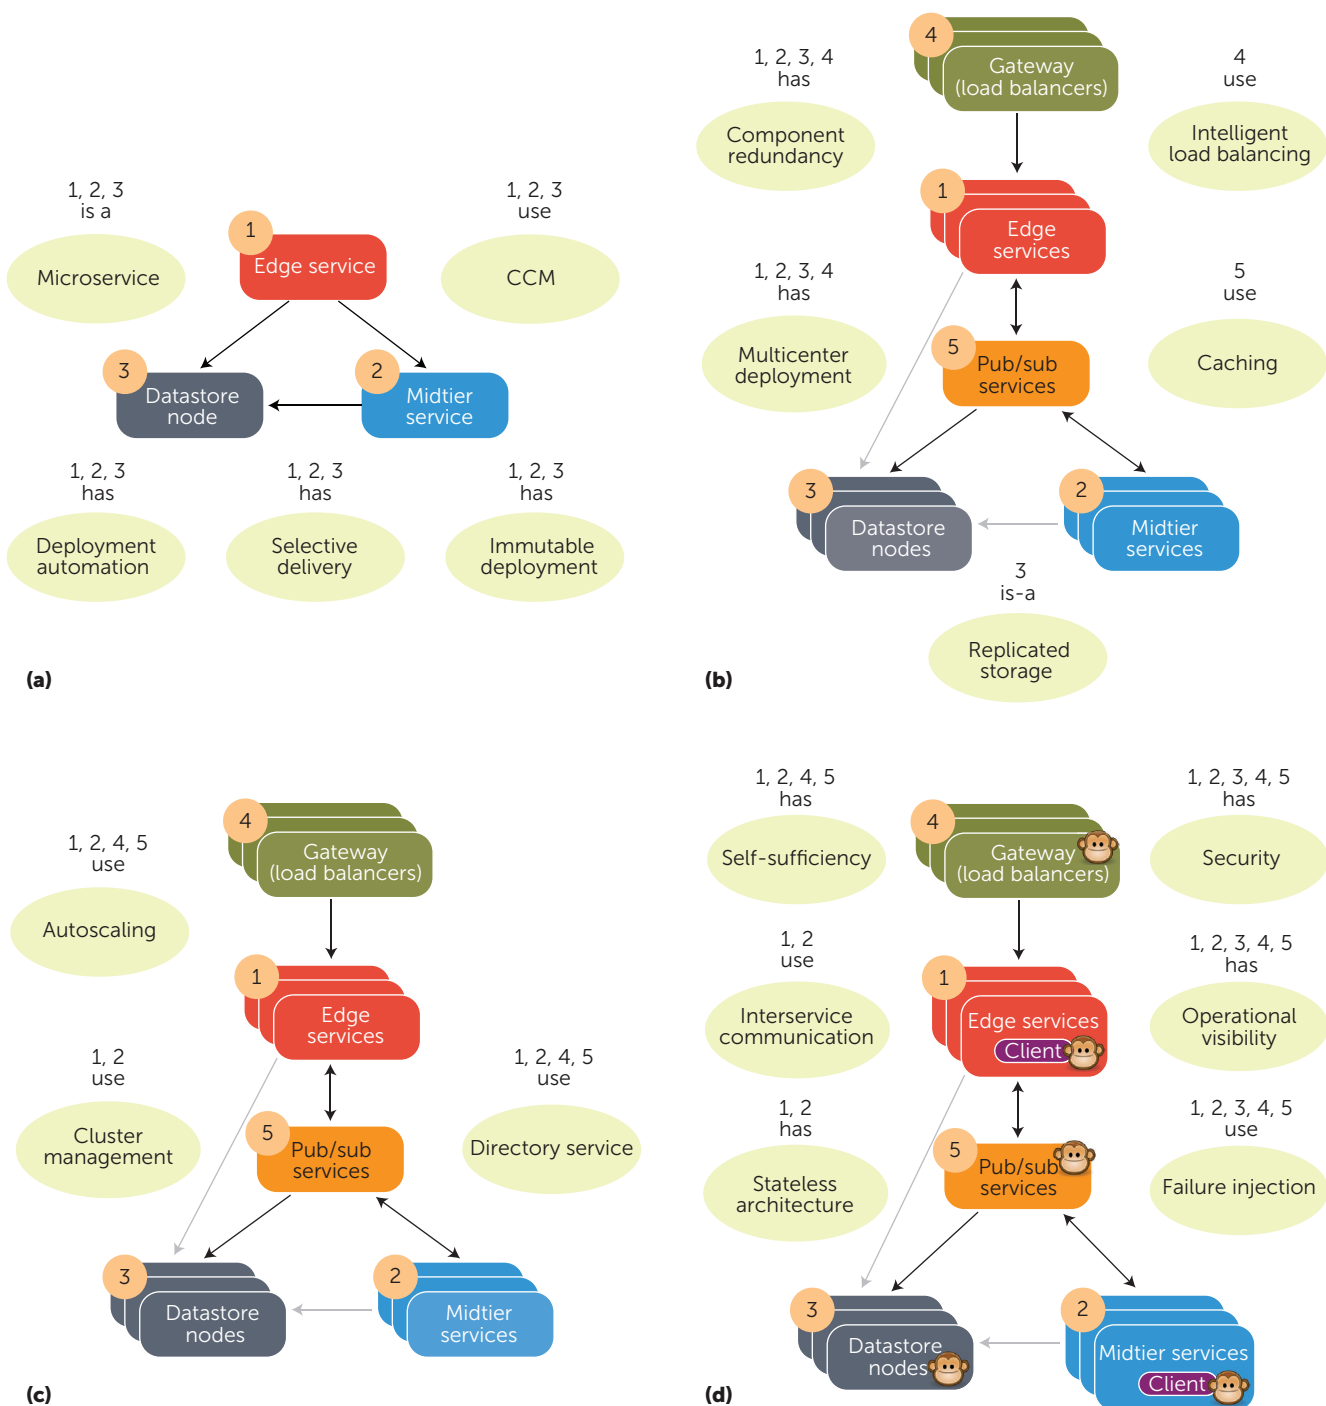 1, 2, 3
is a
Microservice
1
Edge service
1, 2, 3
use
CCM
3
Datastore
node
2
Midtier
service
1, 2, 3
has
Deployment
automation
1, 2, 3
has
Selective
delivery
1, 2, 3
has
Immutable
deployment
(a)
1, 2, 3, 4
has
Component
redundancy
4
Gateway
(load balancers)
4
use
Intelligent
load balancing
1
Edge
services
1, 2, 3, 4
has
Multicenter
deployment
5
Pub/sub
services
5
use
Caching
3
Datastore
nodes
2
Midtier
services
3
is-a
Replicated
storage
(b)
4
Gateway
(load balancers)
1, 2, 4, 5
use
Autoscaling
1
Edge
services
1, 2
use
Cluster
management
5
Pub/sub
services
1, 2, 4, 5
use
Directory service
3
Datastore
nodes
2
Midtier
services
(c)
1, 2, 4, 5
has
Self-sufficiency
4
Gateway
(load balancers)
1, 2, 3, 4, 5
has
Security
1, 2
use
Interservice
communication
1
Edge services
Client
1, 2, 3, 4, 5
has
Operational
visibility
1, 2
has
Stateless
architecture
5
Pub/sub
services
1, 2, 3, 4, 5
use
Failure injection
3
Datastore
nodes
2
Midtier services
Client
(d)